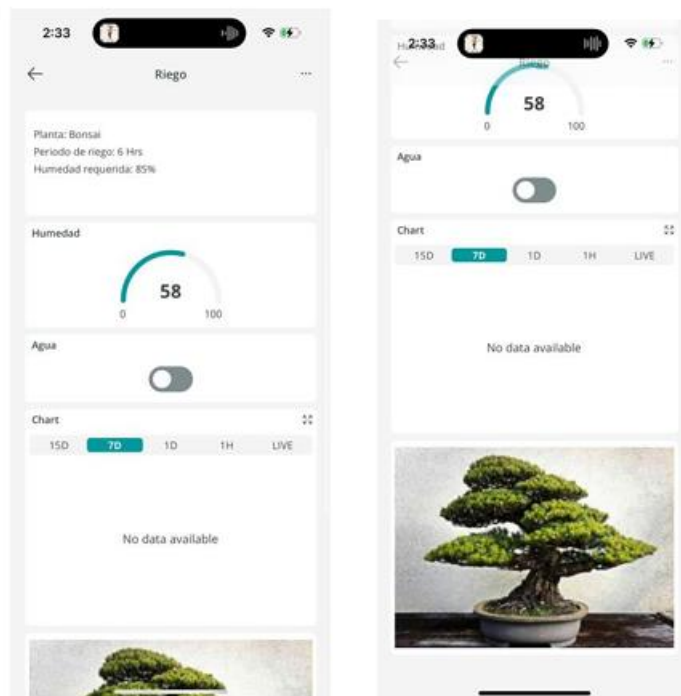 2:33
Riego
Planta: Bonsai
Periodo de riego: 6 Hrs
Humedad requerida: 85%
Humedad
58
0 100
Agua
Chart
15D 7D 1D 1H LIVE
No data available
2:33
Humedad
Riego
58
0 100
Agua
Chart
15D 7D 1D 1H LIVE
No data available